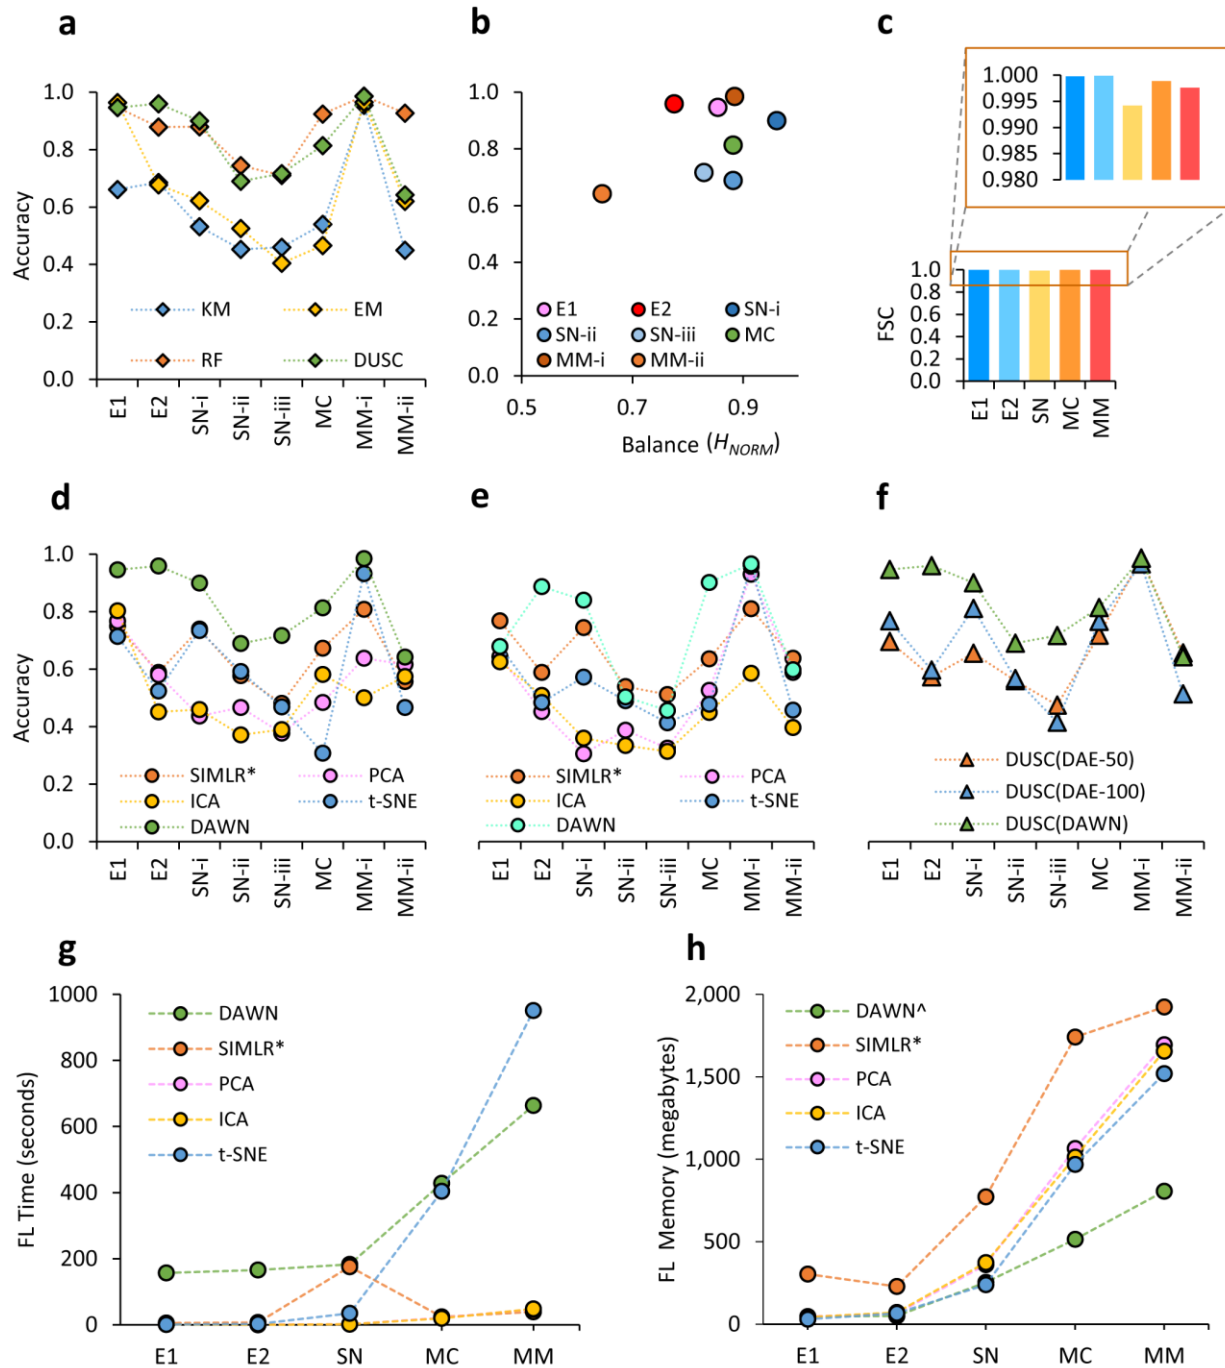 a
1.0
0.8
0.6
0.4
0.2
0.0
Accuracy
KM
EM
RF
DUSC
E1
E2
SN-i
SN-ii
SN-iii
MC
MM-i
MM-ii
b
1.0
0.8
0.6
0.4
0.2
0.0
E1
E2
SN-i
SN-ii
SN-iii
MC
MM-i
MM-ii
0.5
0.7
0.9
Balance (H_NORM)
c
1.000
0.995
0.990
0.985
0.980
1.0
0.8
0.6
0.4
0.2
0.0
FSC
E1
E2
SN
MC
MM
d
1.0
0.8
0.6
0.4
0.2
0.0
Accuracy
SIMLR*
PCA
ICA
t-SNE
DAWN
E1
E2
SN-i
SN-ii
SN-iii
MC
MM-i
MM-ii
e
SIMLR*
PCA
ICA
t-SNE
DAWN
E1
E2
SN-i
SN-ii
SN-iii
MC
MM-i
MM-ii
f
DUSC(DAE-50)
DUSC(DAE-100)
DUSC(DAWN)
E1
E2
SN-i
SN-ii
SN-iii
MC
MM-i
MM-ii
g
1000
800
600
400
200
0
FL Time (seconds)
DAWN
SIMLR*
PCA
ICA
t-SNE
E1
E2
SN
MC
MM
h
2,000
1,500
1,000
500
0
FL Memory (megabytes)
DAWN^
SIMLR*
PCA
ICA
t-SNE
E1
E2
SN
MC
MM